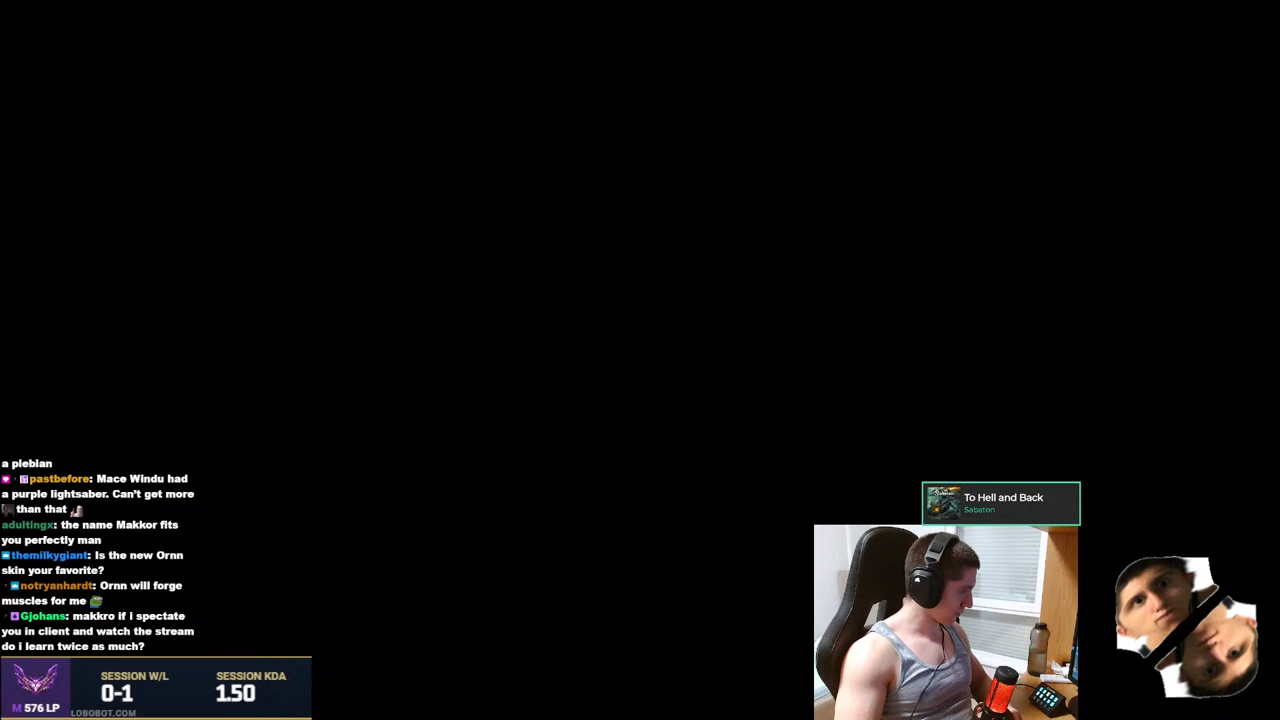 a plebian
pastbefore: Mace Windu had
a purple lightsaber. Can't get more
than that
adultingx: the name Makkor fits
you perfectly man
themilkygiant: Is the new Ornn
skin your favorite?
notryanhardt: Ornn will forge
muscles for me
Gjohans: makkro if i spectate
you in client and watch the stream
do i learn twice as much?
SESSION W/L
SESSION KDA
0-1
1.50
M 576 LP
LOBOBOT.COM
To Hell and Back
Sabaton